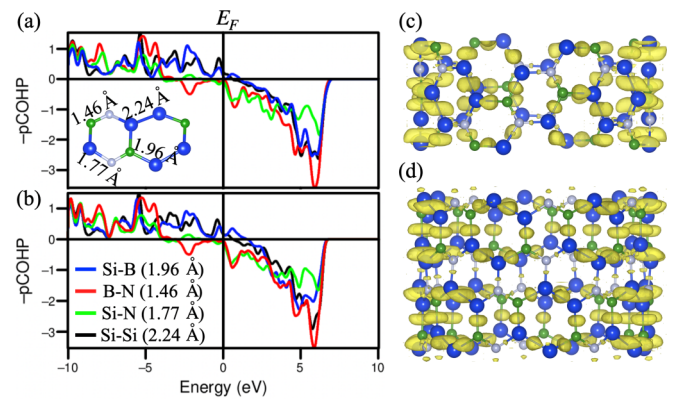 (a)
E_F
(c)
1
0
−1
−2
−3
−pCOHP
1.46 Å
2.24 Å
1.96 Å
1.77 Å
(b)
(d)
1
0
−1
−2
−3
−pCOHP
Si-B (1.96 Å)
B-N (1.46 Å)
Si-N (1.77 Å)
Si-Si (2.24 Å)
−10 −5 0 5 10
Energy (eV)